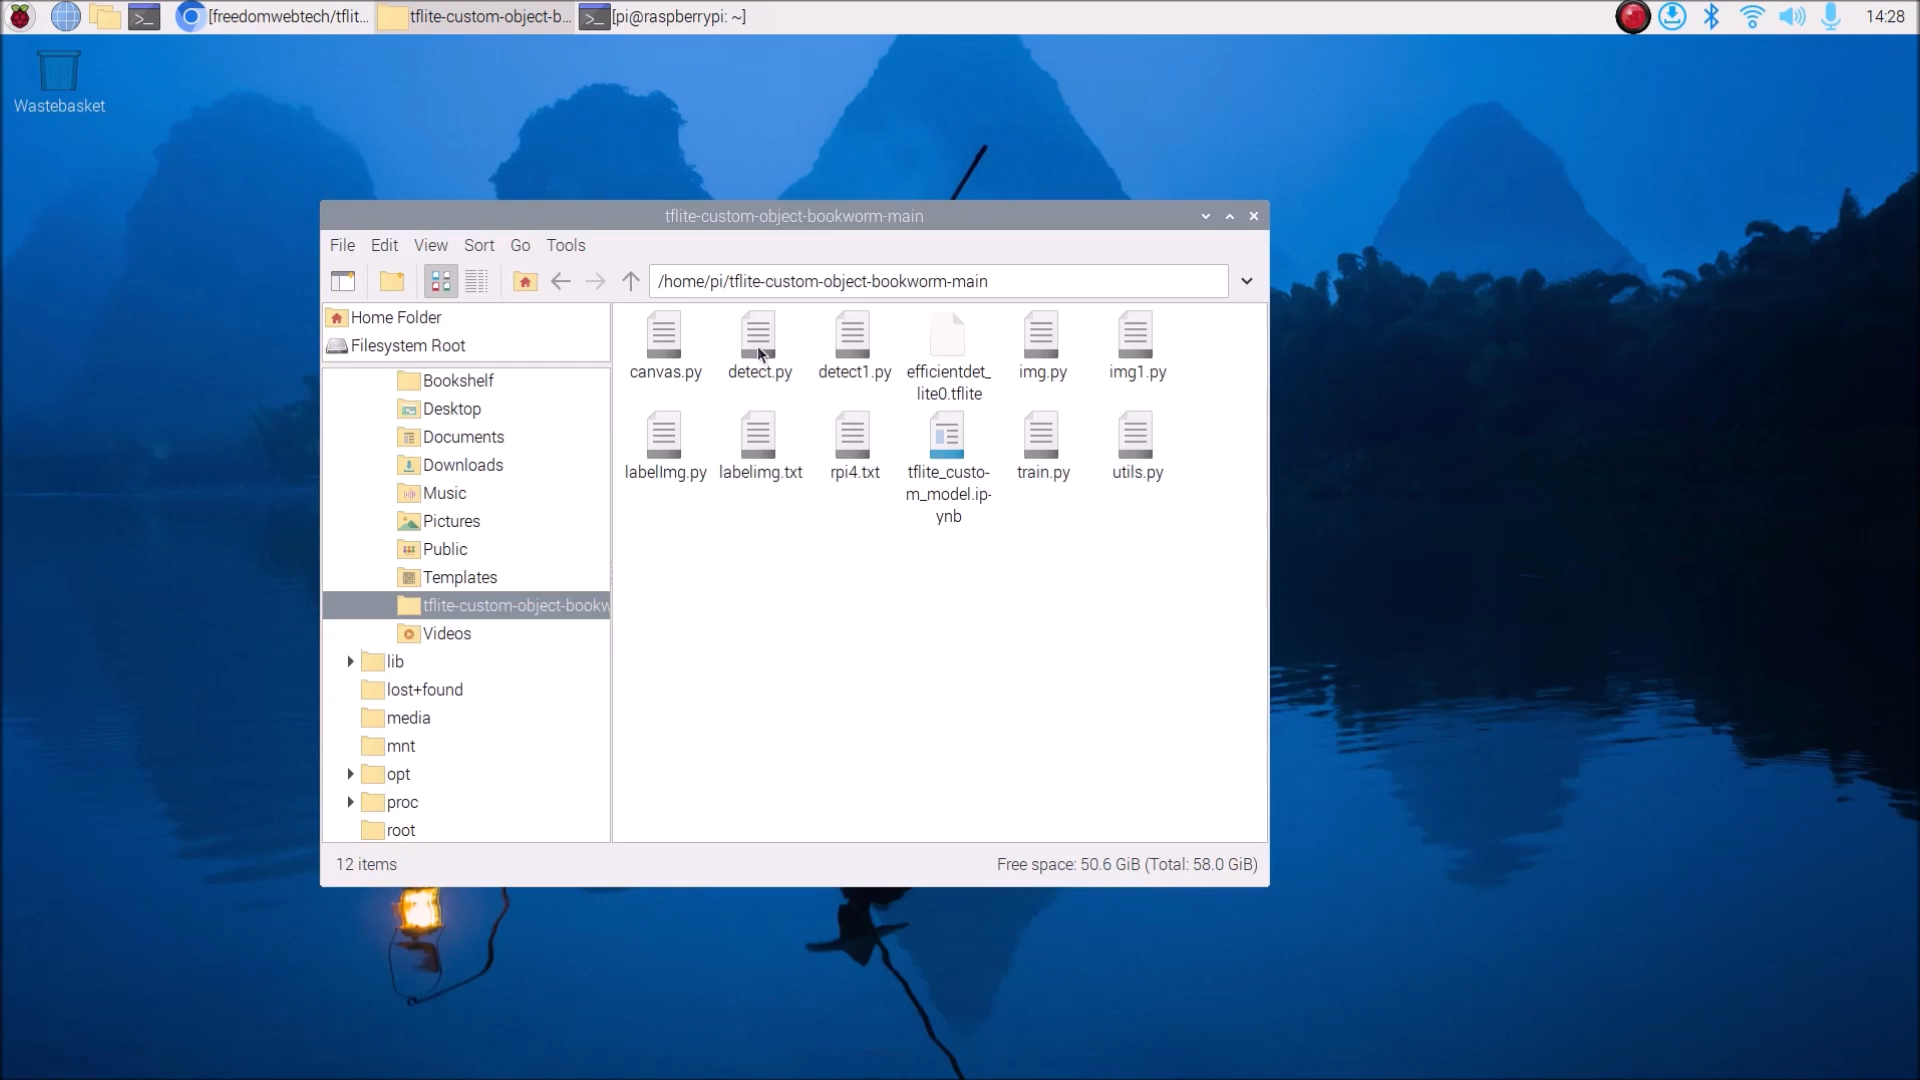 [freedomwebtech/tflit...
tflite-custom-object-b...
[pi@raspberrypi: ~]
14:28
Wastebasket
tflite-custom-object-bookworm-main
File Edit View Sort Go Tools
/home/pi/tflite-custom-object-bookworm-main
Home Folder
Filesystem Root
Bookshelf
Desktop
Documents
Downloads
Music
Pictures
Public
Templates
tflite-custom-object-bookw
Videos
lib
lost+found
media
mnt
opt
proc
root
canvas.py
detect.py
detect1.py
efficientdet_
lite0.tflite
img.py
img1.py
labelImg.py
labelimg.txt
rpi4.txt
tflite_custo-
m_model.ip-
ynb
train.py
utils.py
12 items
Free space: 50.6 GiB (Total: 58.0 GiB)